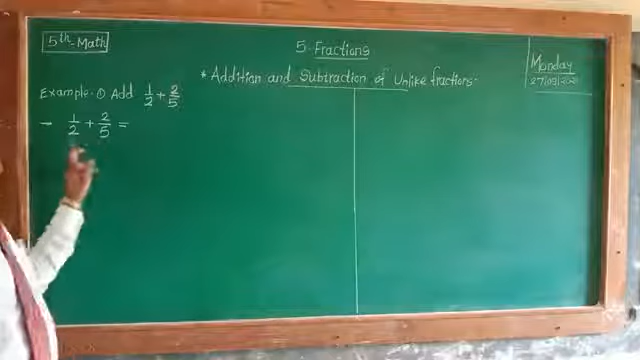 5th-Math
5-Fractions
Monday
* Addition and Subtraction of Unlike fractions-
Example-① Add 1/2 + 2/5
→ 1/2 + 2/5 =